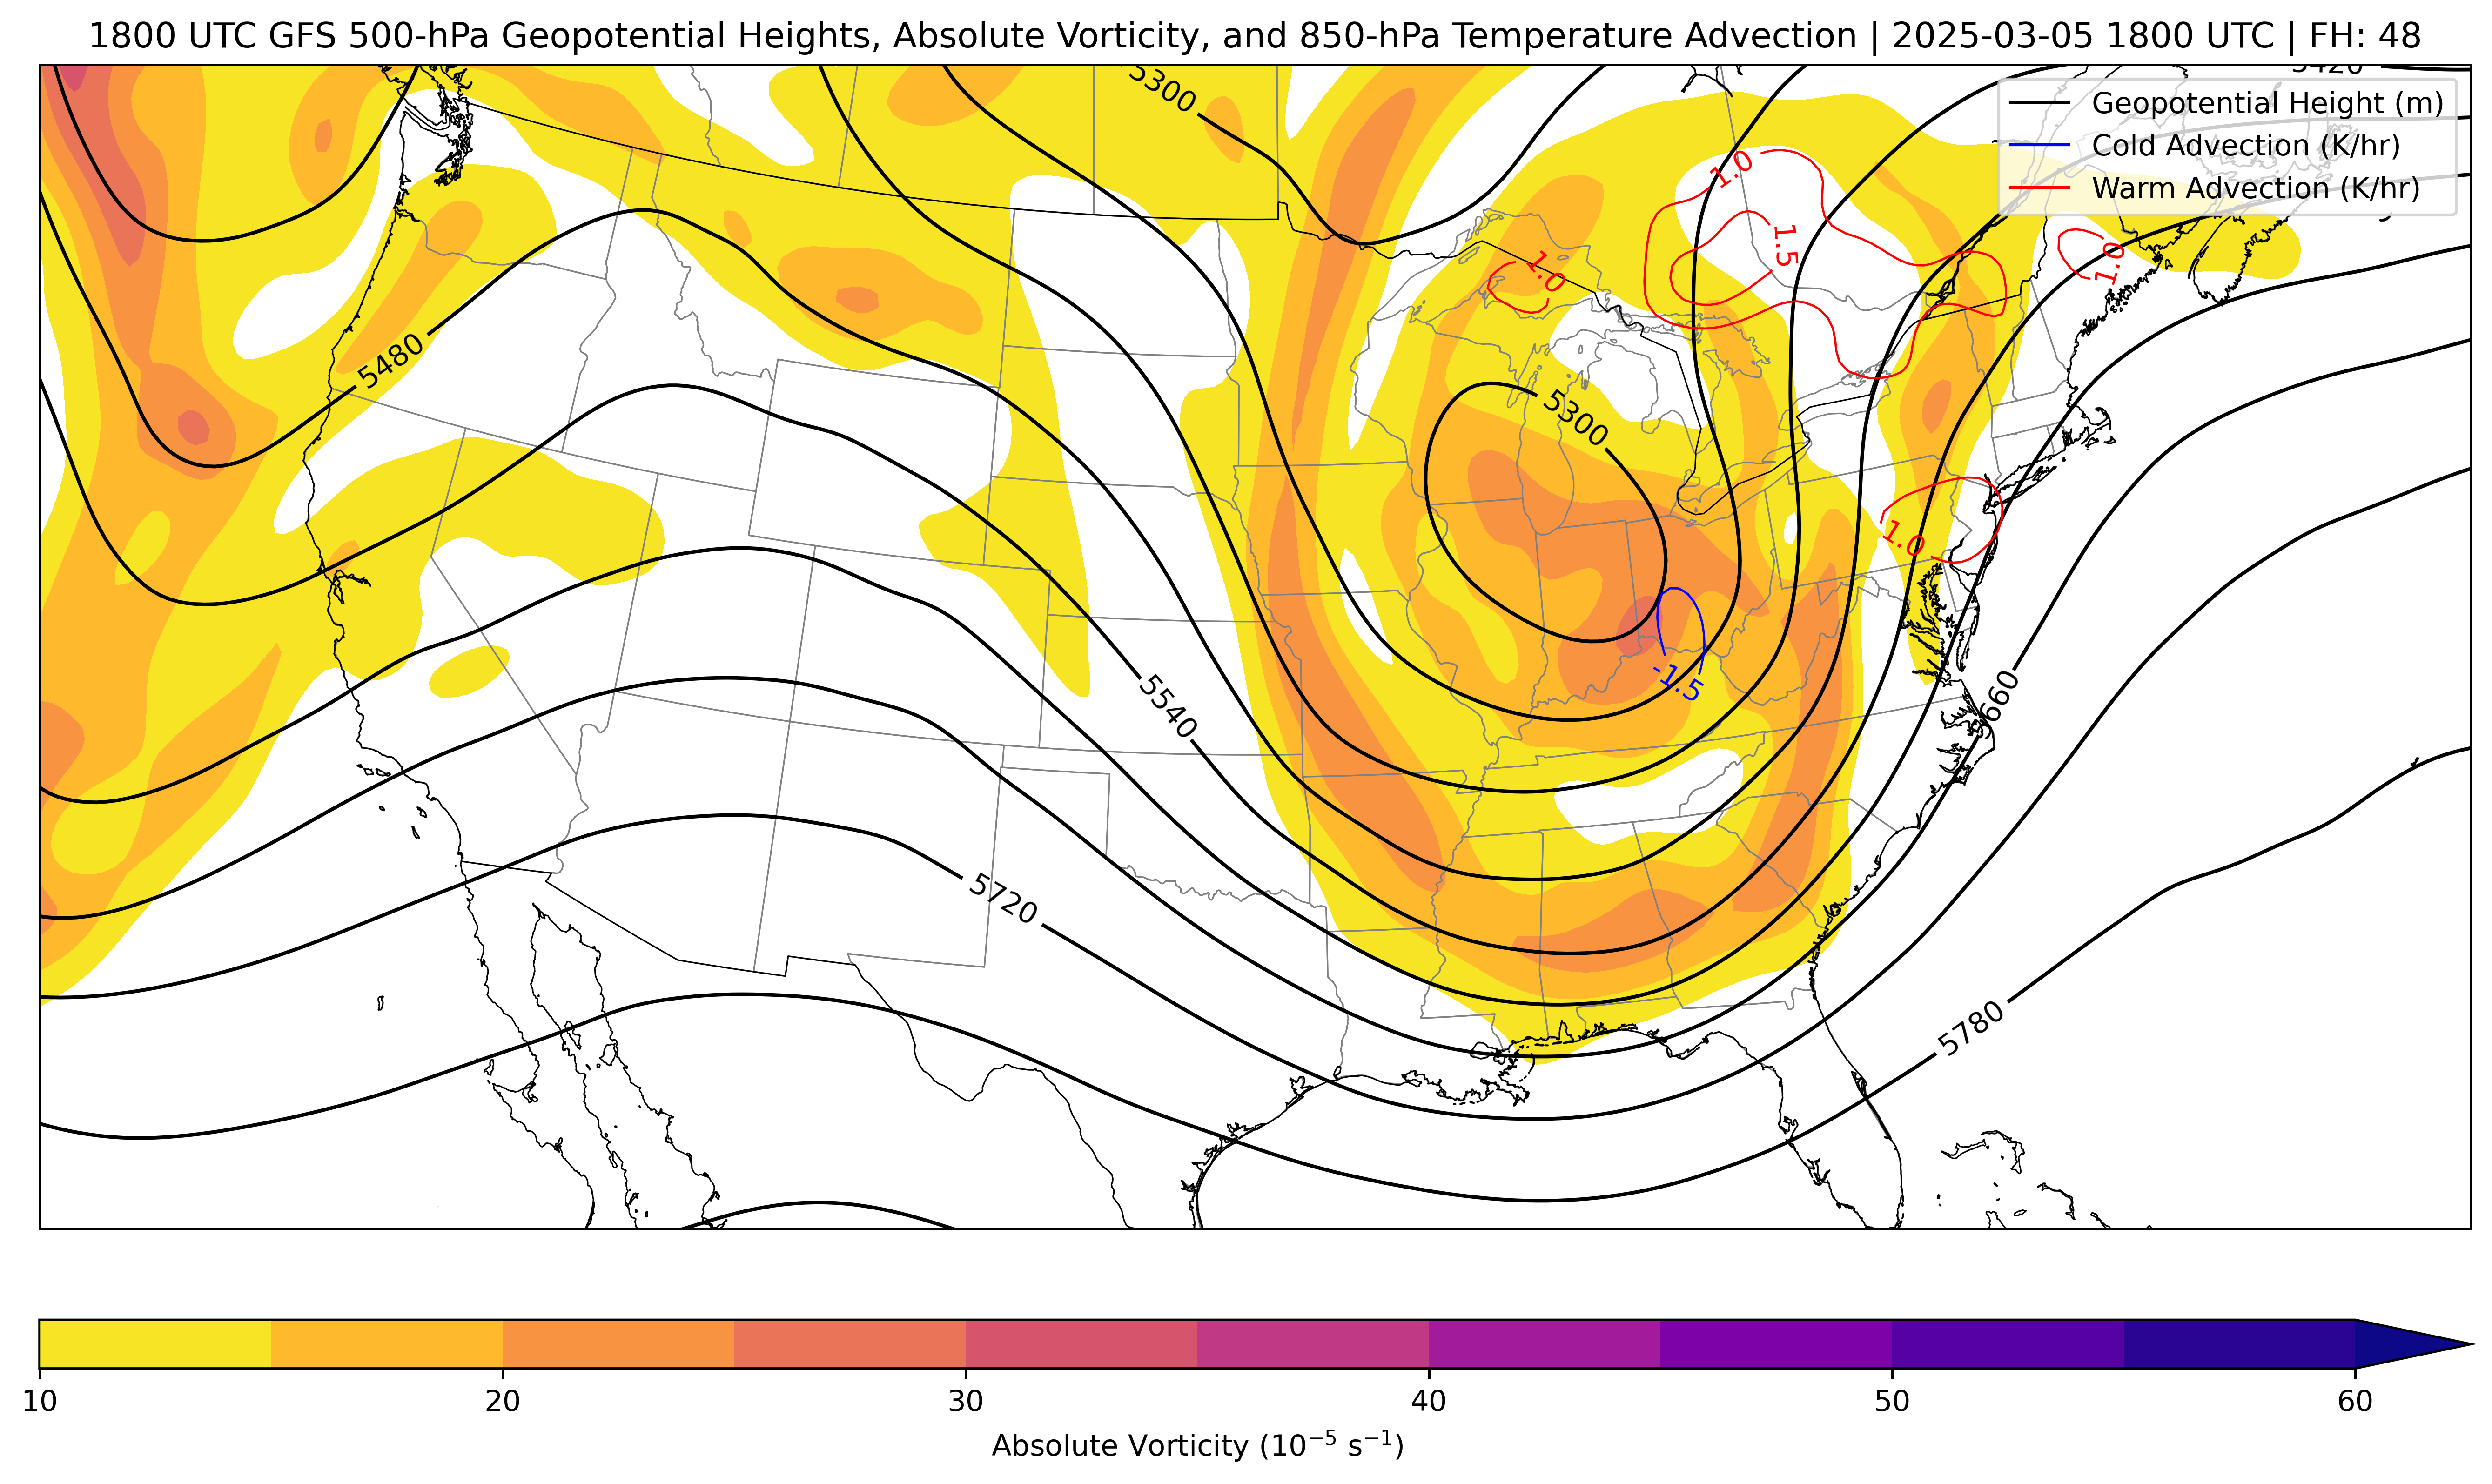 1800 UTC GFS 500-hPa Geopotential Heights, Absolute Vorticity, and 850-hPa Temperature Advection | 2025-03-05 1800 UTC | FH: 48
5300
Geopotential Height (m)
Cold Advection (K/hr)
Warm Advection (K/hr)
1.0
1.5
1.0
1.0
5480
5300
1.0
-1.5
5540
5720
5780
10 20 30 40 50 60
Absolute Vorticity (10⁻⁵ s⁻¹)